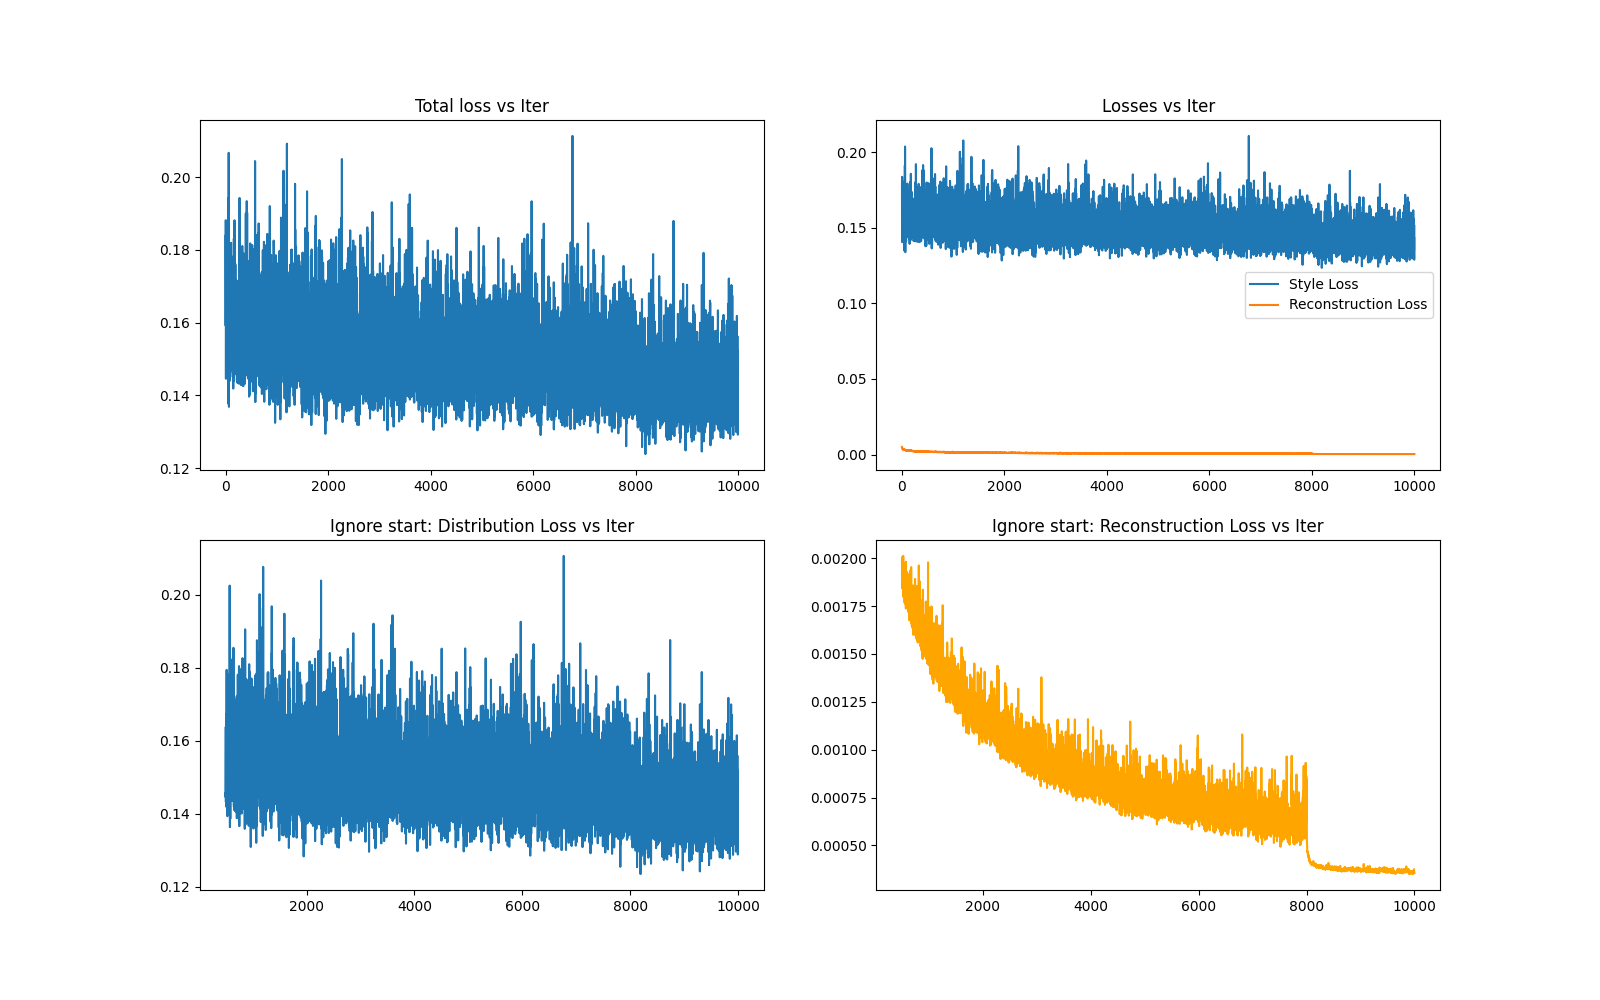 Total loss vs Iter
0.20
0.18
0.16
0.14
0.12
0 2000 4000 6000 8000 10000
Losses vs Iter
0.20
0.15
0.10
0.05
0.00
Style Loss
Reconstruction Loss
0 2000 4000 6000 8000 10000
Ignore start: Distribution Loss vs Iter
0.20
0.18
0.16
0.14
0.12
2000 4000 6000 8000 10000
Ignore start: Reconstruction Loss vs Iter
0.00200
0.00175
0.00150
0.00125
0.00100
0.00075
0.00050
2000 4000 6000 8000 10000